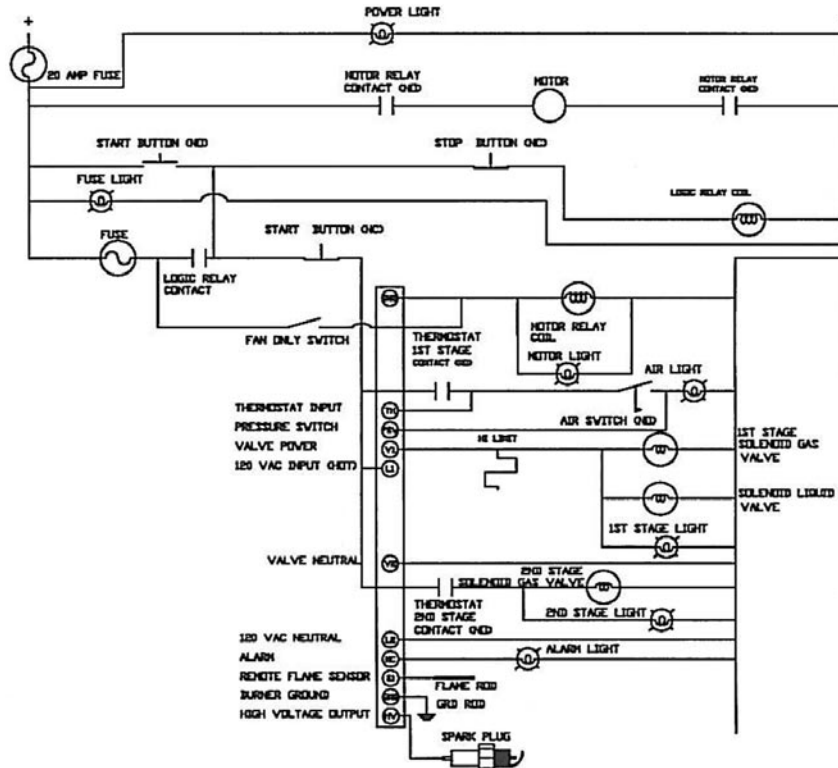 POWER LIGHT
+
20 AMP FUSE
MOTOR RELAY
CONTACT (NO)
MOTOR
MOTOR RELAY
CONTACT (NO)
START BUTTON (NO)
STOP BUTTON (NC)
FUSE LIGHT
LOGIC RELAY COIL
FUSE
START BUTTON (NC)
LOGIC RELAY
CONTACT
FAN ONLY SWITCH
THERMOSTAT
1ST STAGE
CONTACT (NO)
MOTOR RELAY
COIL
MOTOR LIGHT
AIR LIGHT
THERMOSTAT INPUT
TH
AIR SWITCH (NO)
PRESSURE SWITCH
VALVE POWER
HI LIMIT
1ST STAGE
SOLENOID GAS
VALVE
120 VAC INPUT (HOT)
L1
SOLENOID LIQUID
VALVE
1ST STAGE LIGHT
VALVE NEUTRAL
2ND STAGE
SOLENOID GAS VALVE
THERMOSTAT
2ND STAGE
CONTACT (NO)
2ND STAGE LIGHT
120 VAC NEUTRAL
ALARM
ALARM LIGHT
REMOTE FLAME SENSOR
FLAME ROD
BURNER GROUND
GRD ROD
HIGH VOLTAGE OUTPUT
SPARK PLUG